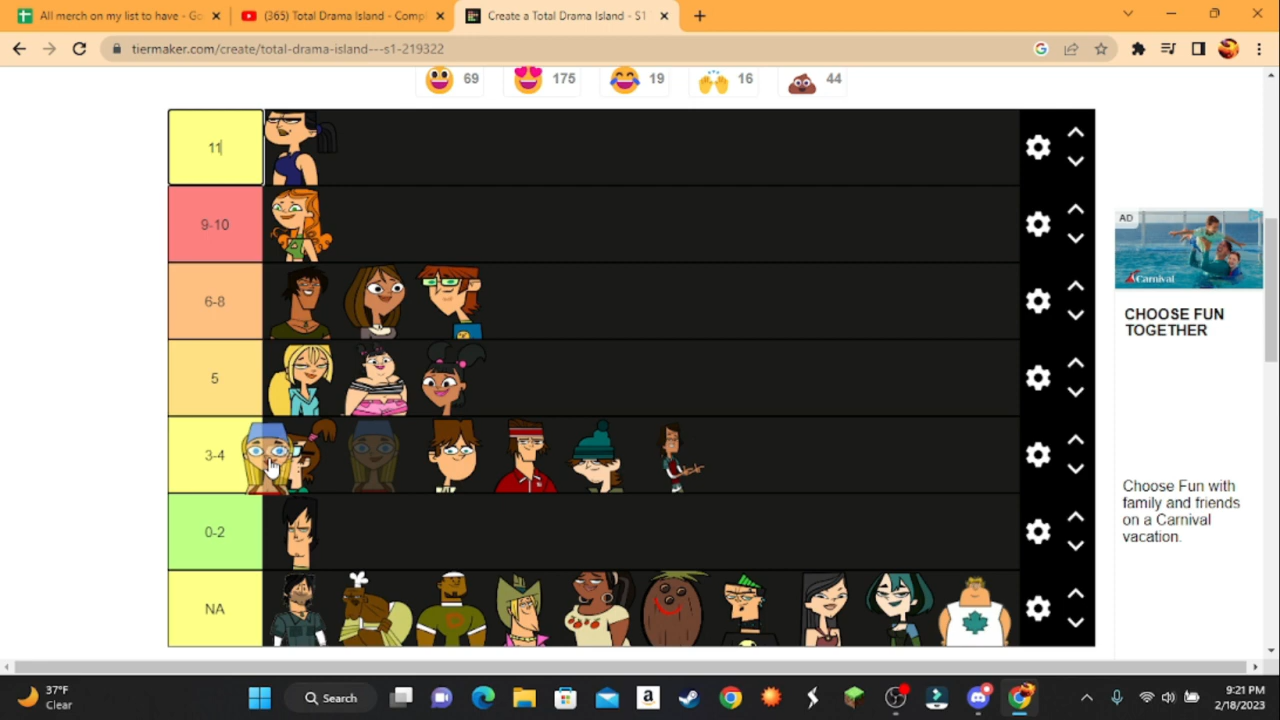 All merch on my list to have - Go
(365) Total Drama Island - Compl
Create a Total Drama Island - S1
tiermaker.com/create/total-drama-island---s1-219322
69
175
19
16
44
11
9-10
6-8
5
3-4
0-2
NA
AD
Carnival
CHOOSE FUN
TOGETHER
Choose Fun with
family and friends
on a Carnival
vacation.
37°F
Clear
Search
9:21 PM
2/18/2023